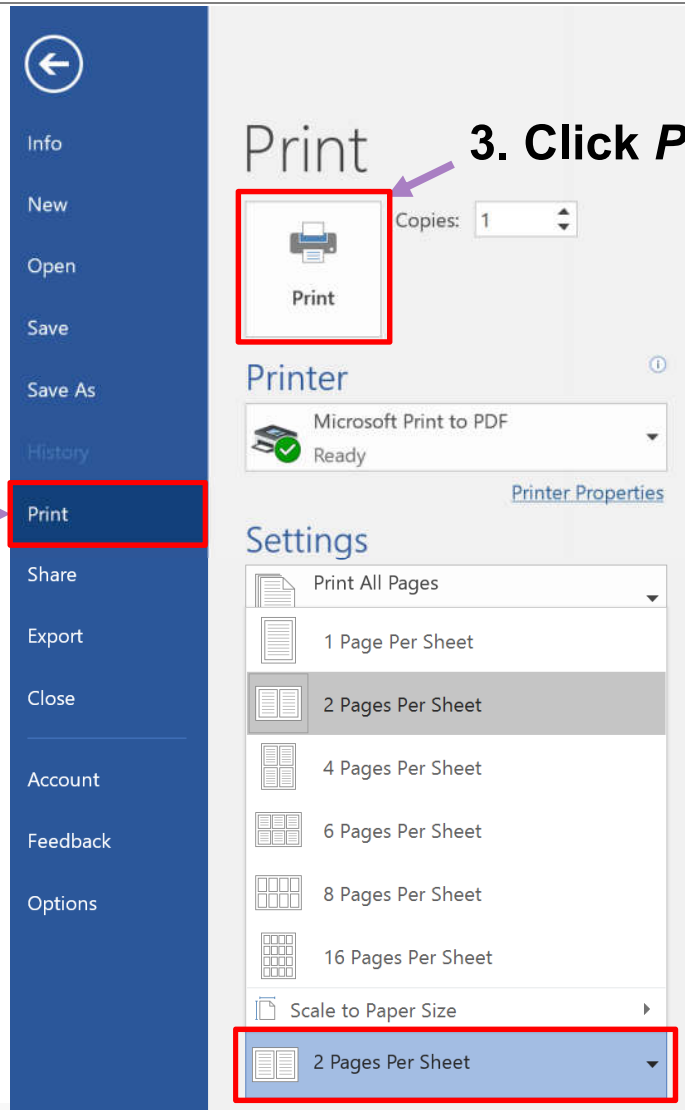 Info
New
Open
Save
Save As
History
Print
Share
Export
Close
Account
Feedback
Options
Print
3. Click P
Print
Copies: 1
Printer
Microsoft Print to PDF
Ready
Printer Properties
Settings
Print All Pages
1 Page Per Sheet
2 Pages Per Sheet
4 Pages Per Sheet
6 Pages Per Sheet
8 Pages Per Sheet
16 Pages Per Sheet
Scale to Paper Size
2 Pages Per Sheet